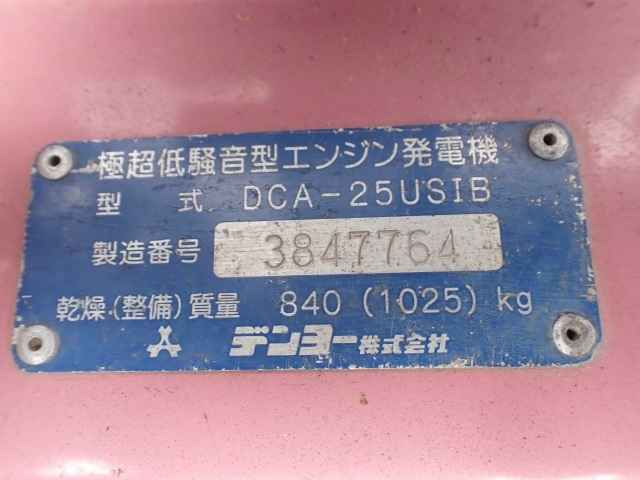 極超低騒音型エンジン発電機
型 式 DCA-25USIB
製造番号 3847764
乾燥(整備)質量 840 (1025) kg
デンヨー株式会社